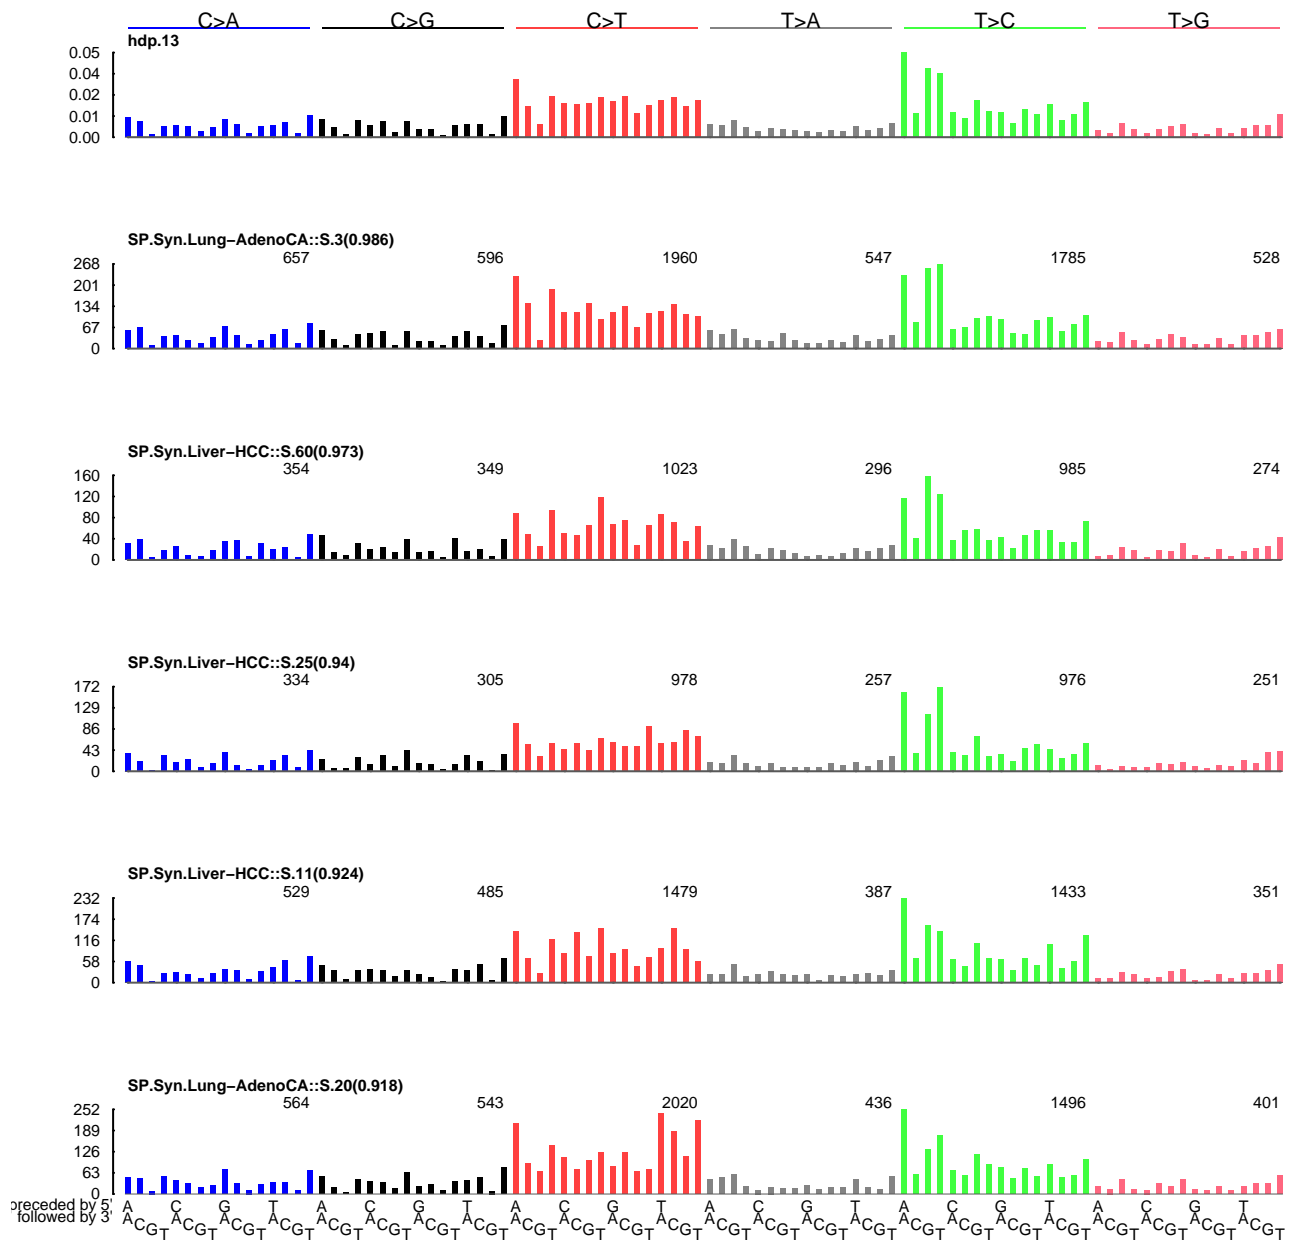 C>A C>G C>T T>A T>C T>G
hdp.13
0.05
0.04
0.02
0.01
0.00
SP.Syn.Lung−AdenoCA::S.3(0.986)
657 596 1960 547 1785 528
268
201
134
67
0
SP.Syn.Liver−HCC::S.60(0.973)
354 349 1023 296 985 274
160
120
80
40
0
SP.Syn.Liver−HCC::S.25(0.94)
334 305 978 257 976 251
172
129
86
43
0
SP.Syn.Liver−HCC::S.11(0.924)
529 485 1479 387 1433 351
232
174
116
58
0
SP.Syn.Lung−AdenoCA::S.20(0.918)
564 543 2020 436 1496 401
252
189
126
63
0
preceded by 5' A C G T A C G T A C G T A C G T A C G T A C G T
followed by 3' A C G T A C G T A C G T A C G T A C G T A C G T A C G T A C G T A C G T A C G T A C G T A C G T A C G T A C G T A C G T A C G T A C G T A C G T A C G T A C G T A C G T A C G T A C G T A C G T